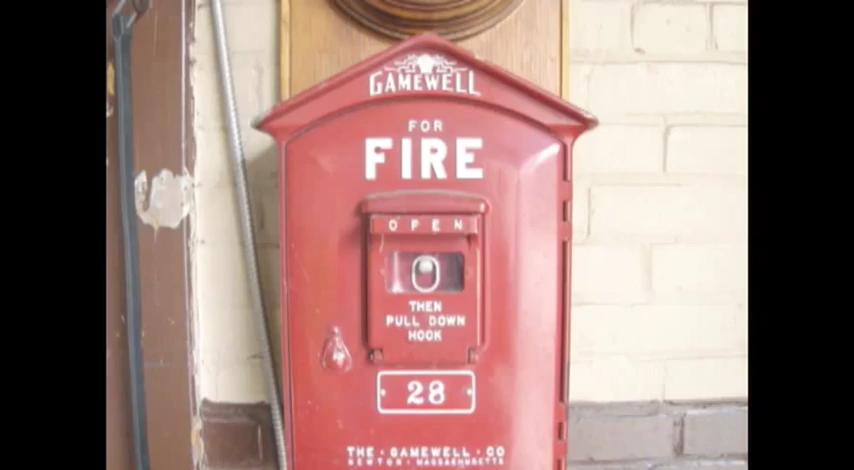 GAMEWELL
FOR
FIRE
OPEN
THEN
PULL DOWN
HOOK
28
THE · GAMEWELL · CO
NEWTON · MASSACHUSETTS